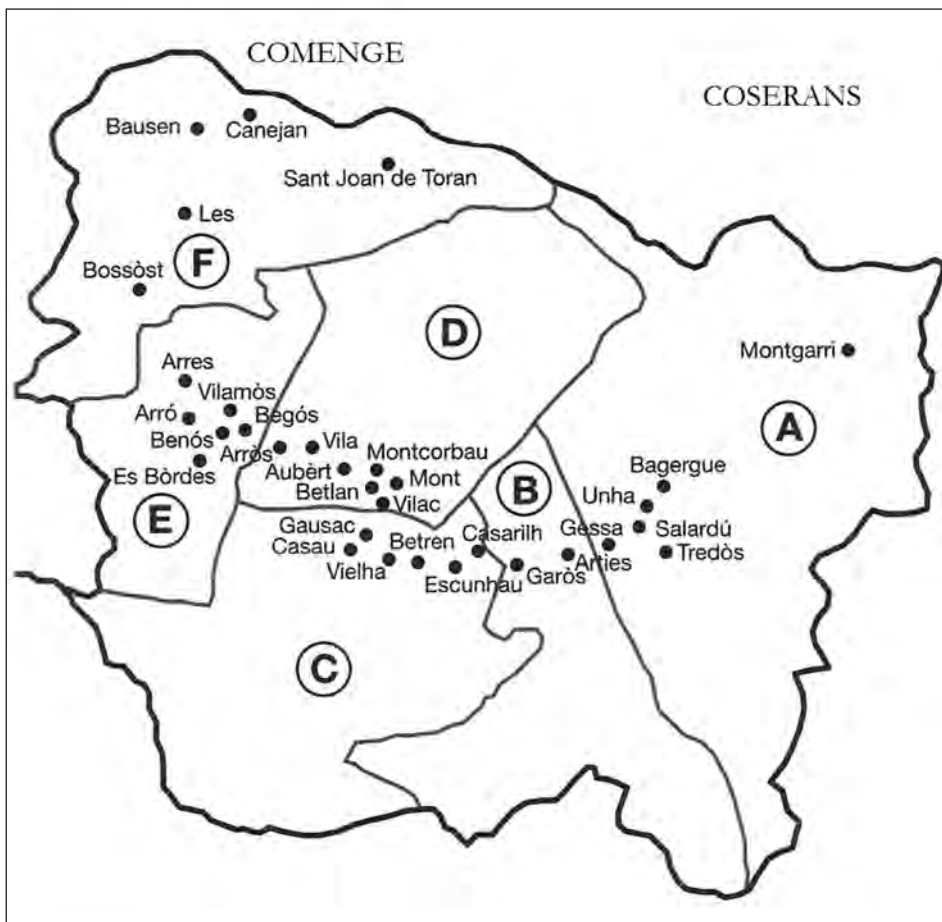 COMENGE
COSERANS
Bausen
Canejan
Sant Joan de Toran
Les
F
Bossòst
D
Montgarri
Arres
Vilamòs
A
Arró
Begós
Benós
Arròs
Vila
Montcorbau
Bagergue
Es Bòrdes
Aubèrt
Mont
B
Unha
Betlan
Vilac
E
Gausac
Casarilh
Gessa
Salardú
Casau
Betren
Tredòs
Vielha
Escunhau
Garòs
Arties
C